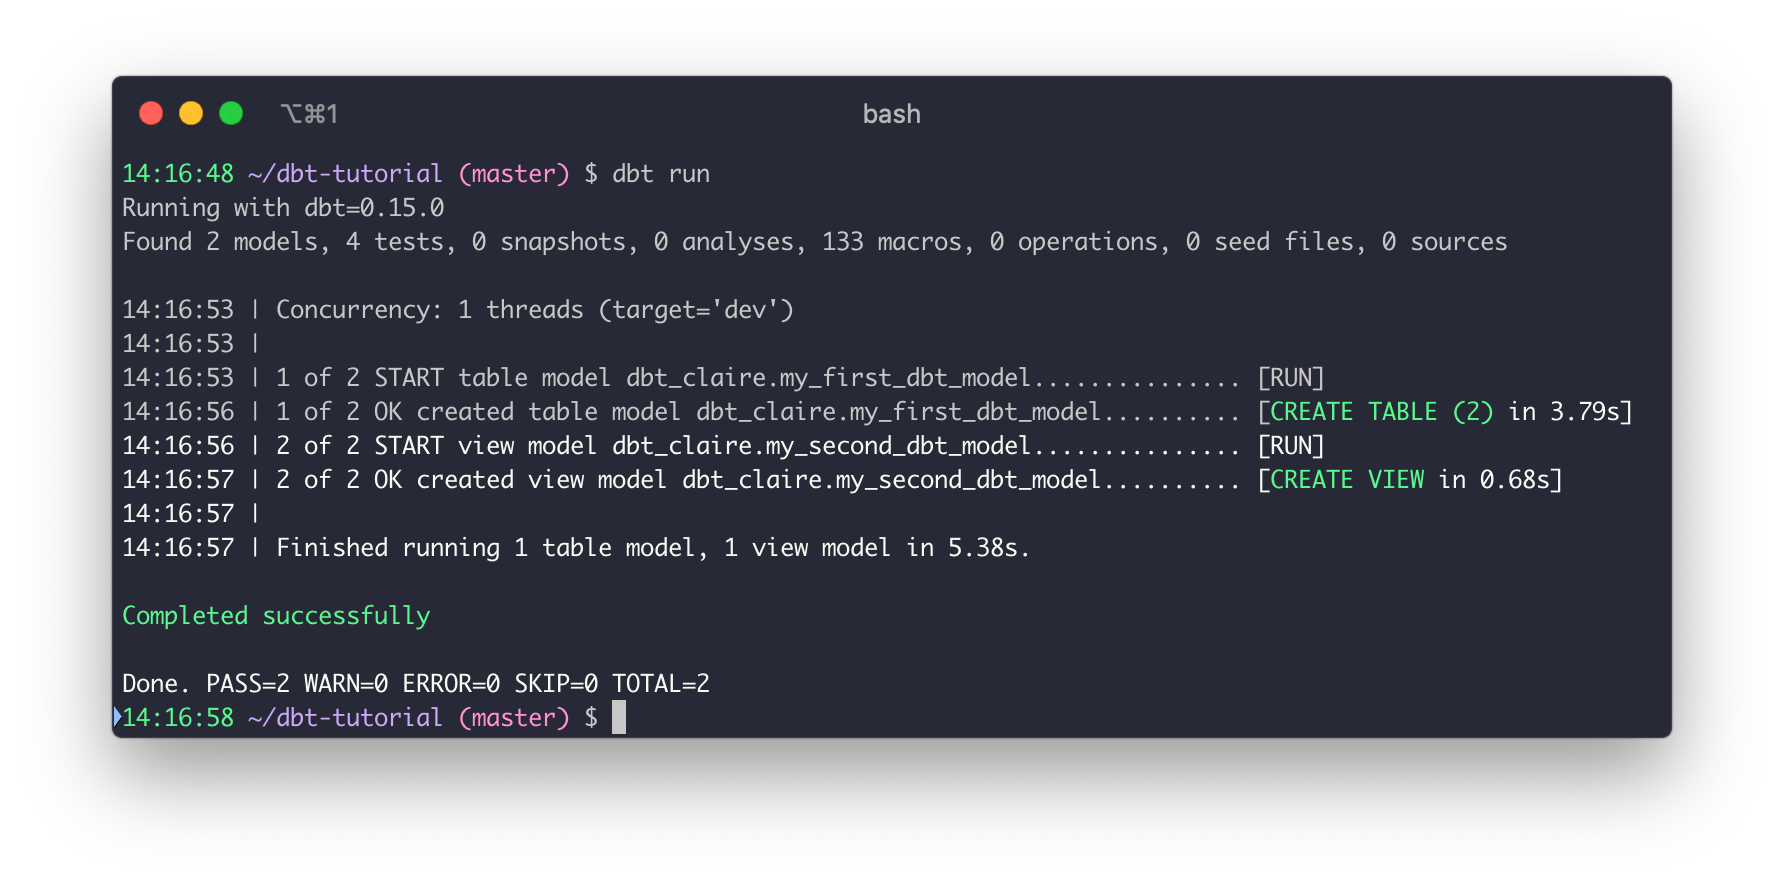 ⌥⌘1 bash
14:16:48 ~/dbt-tutorial (master) $ dbt run
Running with dbt=0.15.0
Found 2 models, 4 tests, 0 snapshots, 0 analyses, 133 macros, 0 operations, 0 seed files, 0 sources
14:16:53 | Concurrency: 1 threads (target='dev')
14:16:53 |
14:16:53 | 1 of 2 START table model dbt_claire.my_first_dbt_model............... [RUN]
14:16:56 | 1 of 2 OK created table model dbt_claire.my_first_dbt_model.......... [CREATE TABLE (2) in 3.79s]
14:16:56 | 2 of 2 START view model dbt_claire.my_second_dbt_model............... [RUN]
14:16:57 | 2 of 2 OK created view model dbt_claire.my_second_dbt_model.......... [CREATE VIEW in 0.68s]
14:16:57 |
14:16:57 | Finished running 1 table model, 1 view model in 5.38s.
Completed successfully
Done. PASS=2 WARN=0 ERROR=0 SKIP=0 TOTAL=2
14:16:58 ~/dbt-tutorial (master) $